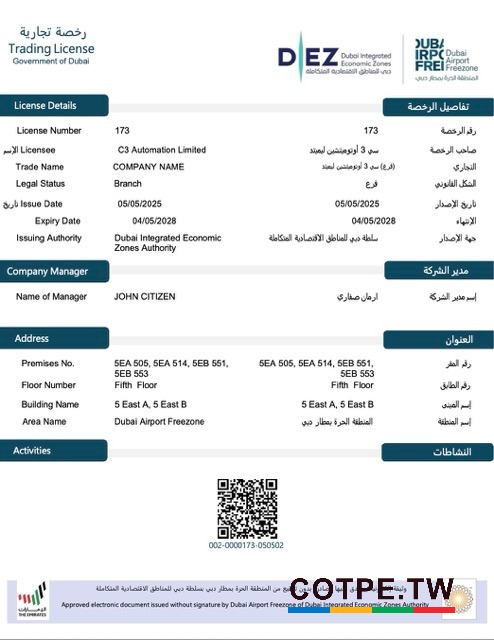 رخصة تجارية
Trading License
Government of Dubai
DIEZ
Dubai Integrated
Economic Zones
دبي للمناطق الاقتصادية المتكاملة
Dubai
Airport
Freezone
المنطقة الحرة بمطار دبي
License Details تفاصيل الرخصة
License Number 173 173 رقم الرخصة
Licensee C3 Automation Limited سي 3 أوتوميتشين ليميتد صاحب الرخصة
Trade Name COMPANY NAME سي 3 أوتوميتشين ليميتد (فرع) التجاري
Legal Status Branch فرع الشكل القانوني
تاريخ Issue Date 05/05/2025 05/05/2025 تاريخ الإصدار
Expiry Date 04/05/2028 04/05/2028 الإنتهاء
Issuing Authority Dubai Integrated Economic سلطة دبي للمناطق الاقتصادية المتكاملة جهة الإصدار
Zones Authority
Company Manager مدير الشركة
Name of Manager JOHN CITIZEN ارمان صفاري إسم مدير الشركة
Address العنوان
Premises No. 5EA 505, 5EA 514, 5EB 551, 5EA 505, 5EA 514, 5EB 551, رقم المقر
5EB 553 5EB 553
Floor Number Fifth Floor Fifth Floor رقم الطابق
Building Name 5 East A, 5 East B 5 East A, 5 East B إسم المبنى
Area Name Dubai Airport Freezone المنطقة الحرة بمطار دبي إسم المنطقة
Activities النشاطات
002-0000173-050502
من المنطقة الحرة بمطار دبي بسلطة دبي للمناطق الاقتصادية المتكاملة
COTPE.TW
Approved electronic document issued without signature by Dubai Airport Freezone of Dubai Integrated Economic Zones Authority
الإمارات
THE EMIRATES